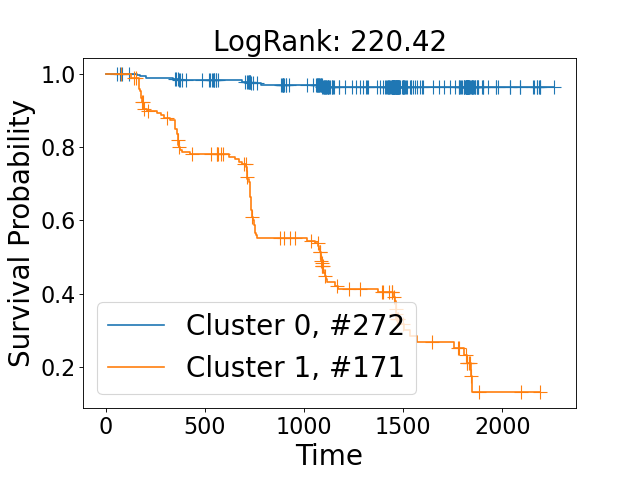 LogRank: 220.42
Survival Probability
1.0
0.8
0.6
0.4
0.2
Cluster 0, #272
Cluster 1, #171
0 500 1000 1500 2000
Time